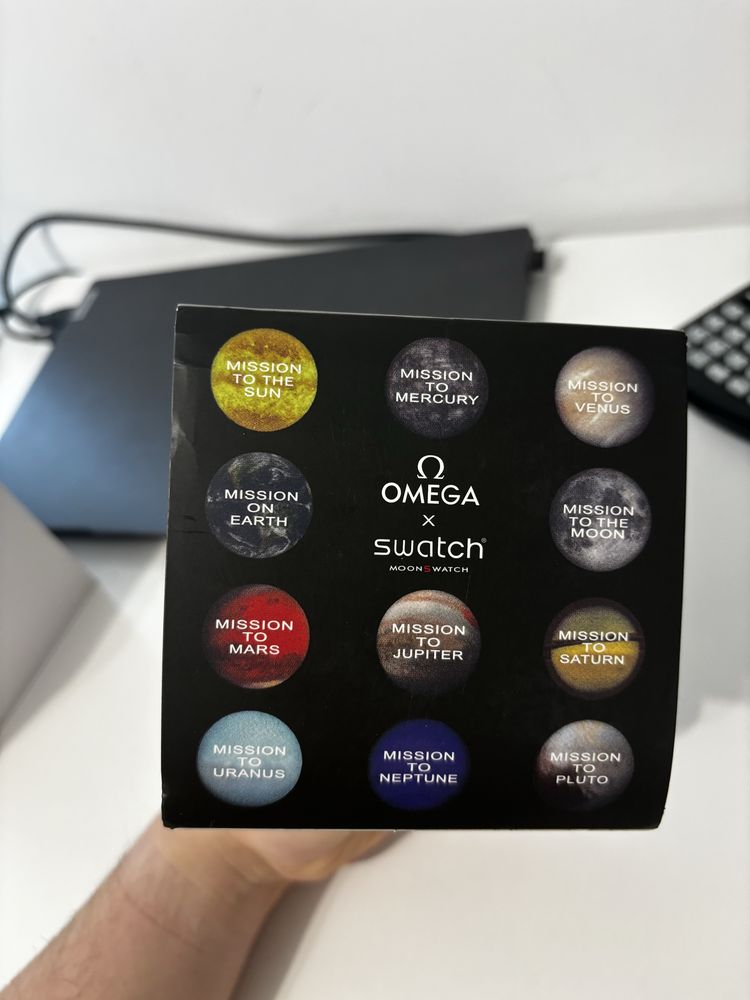 MISSION
TO THE
SUN
MISSION
TO
MERCURY
MISSION
TO
VENUS
MISSION
ON
EARTH
Ω
OMEGA
X
swatch®
MOONSWATCH
MISSION
TO THE
MOON
MISSION
TO
MARS
MISSION
TO
JUPITER
MISSION
TO
SATURN
MISSION
TO
URANUS
MISSION
TO
NEPTUNE
MISSION
TO
PLUTO